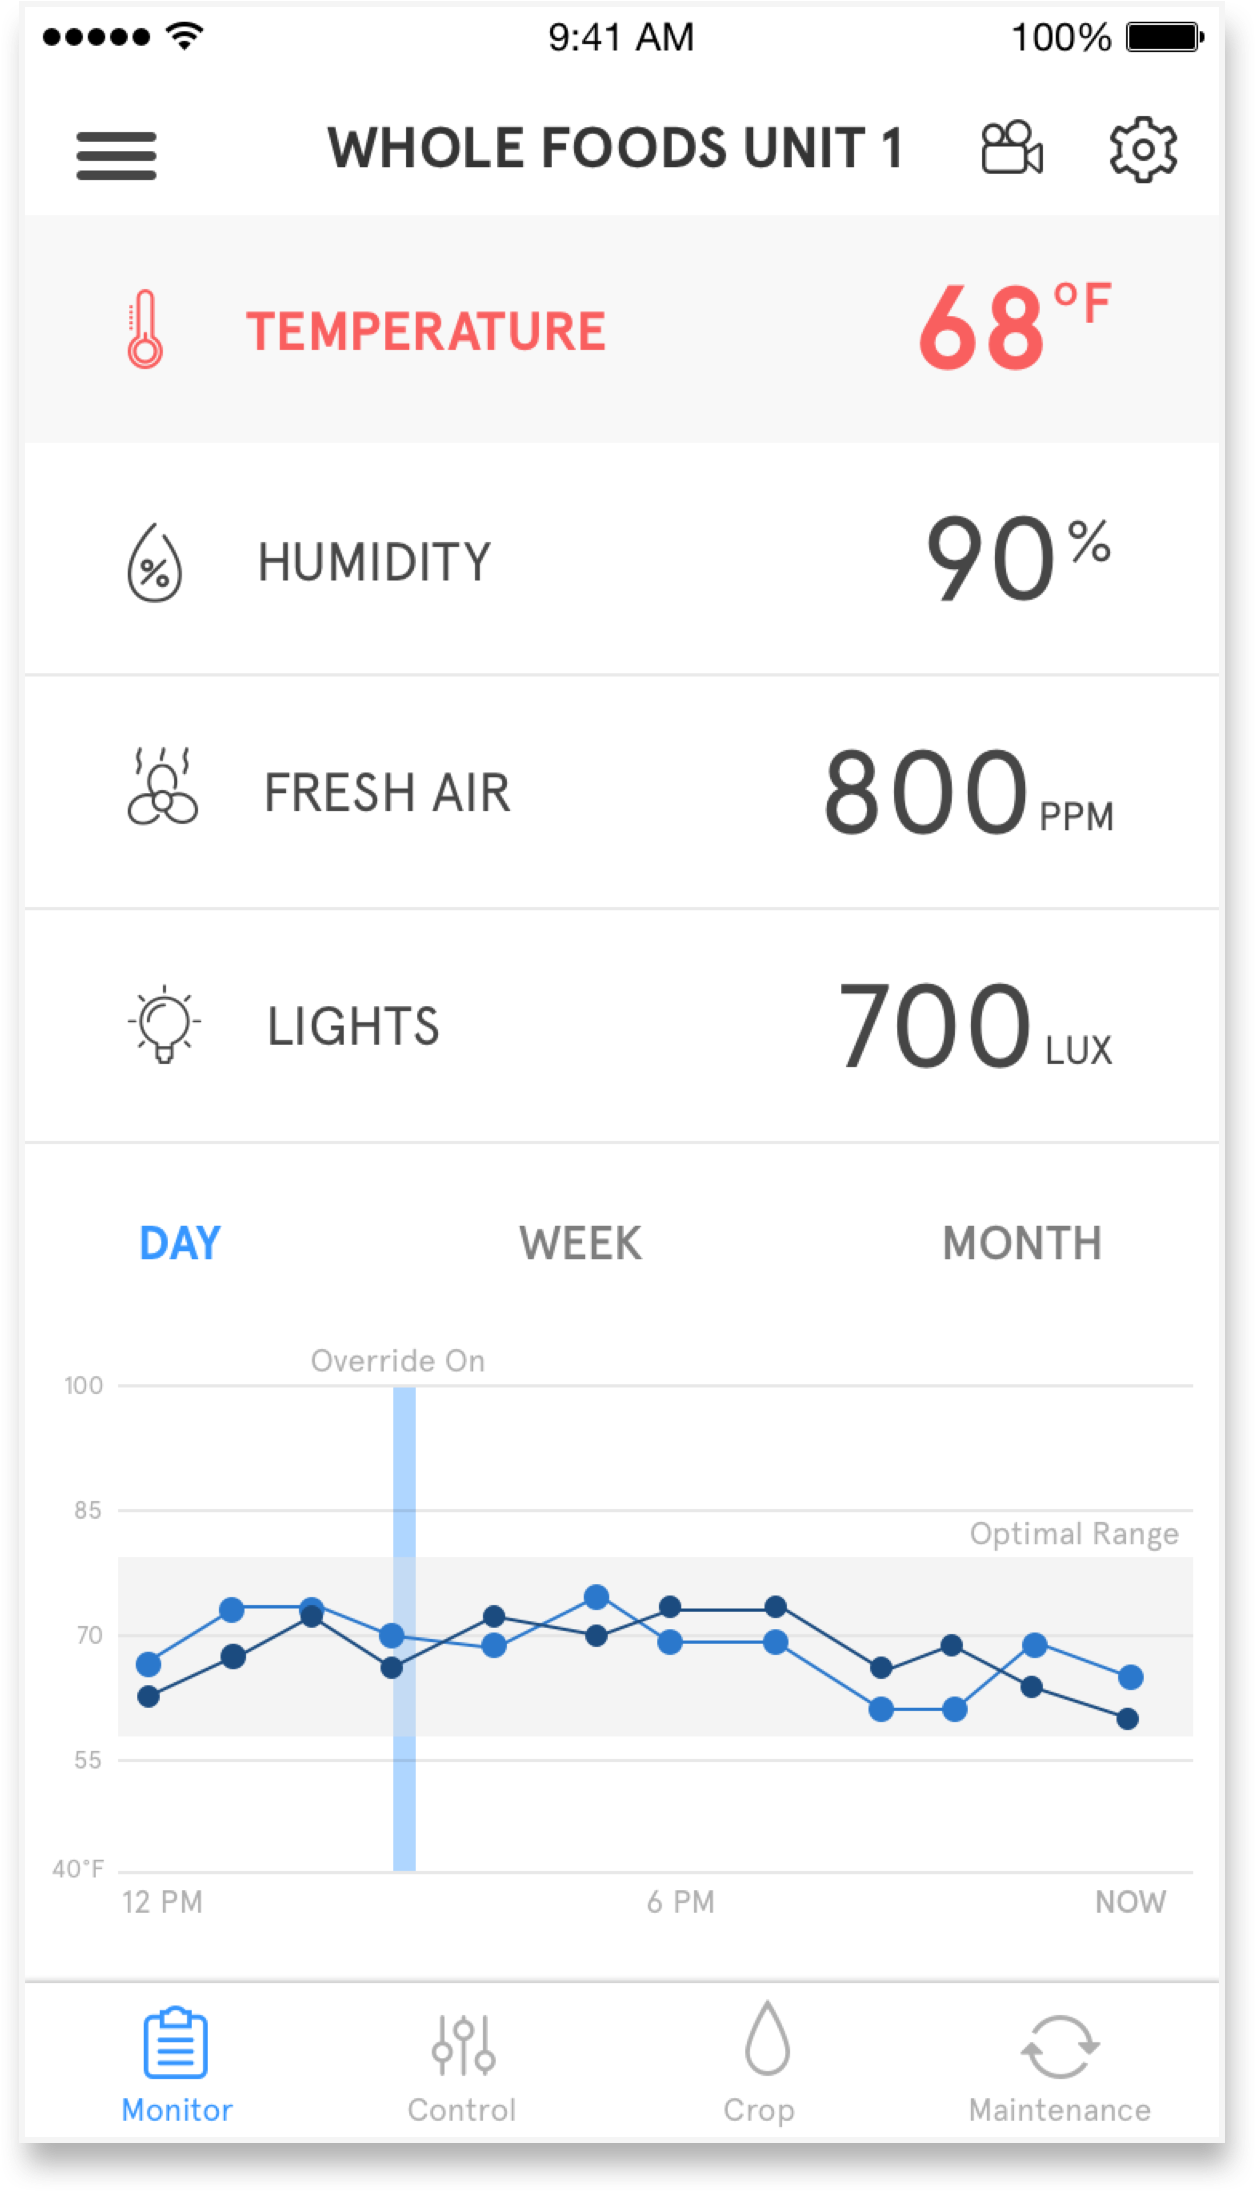 9:41 AM 100%
WHOLE FOODS UNIT 1
TEMPERATURE 68°F
HUMIDITY 90%
FRESH AIR 800 PPM
LIGHTS 700 LUX
DAY WEEK MONTH
Override On
100
85
Optimal Range
70
55
40°F
12 PM 6 PM NOW
Monitor Control Crop Maintenance